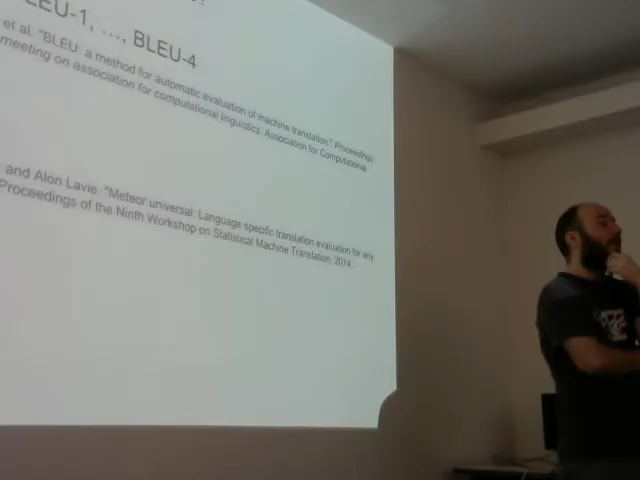 LEU-1, ..., BLEU-4
et al. "BLEU: a method for automatic evaluation of machine translation." Proceedings
meeting on association for computational linguistics. Association for Computational
and Alon Lavie. "Meteor universal: Language specific translation evaluation for any
Proceedings of the Ninth Workshop on Statistical Machine Translation. 2014.